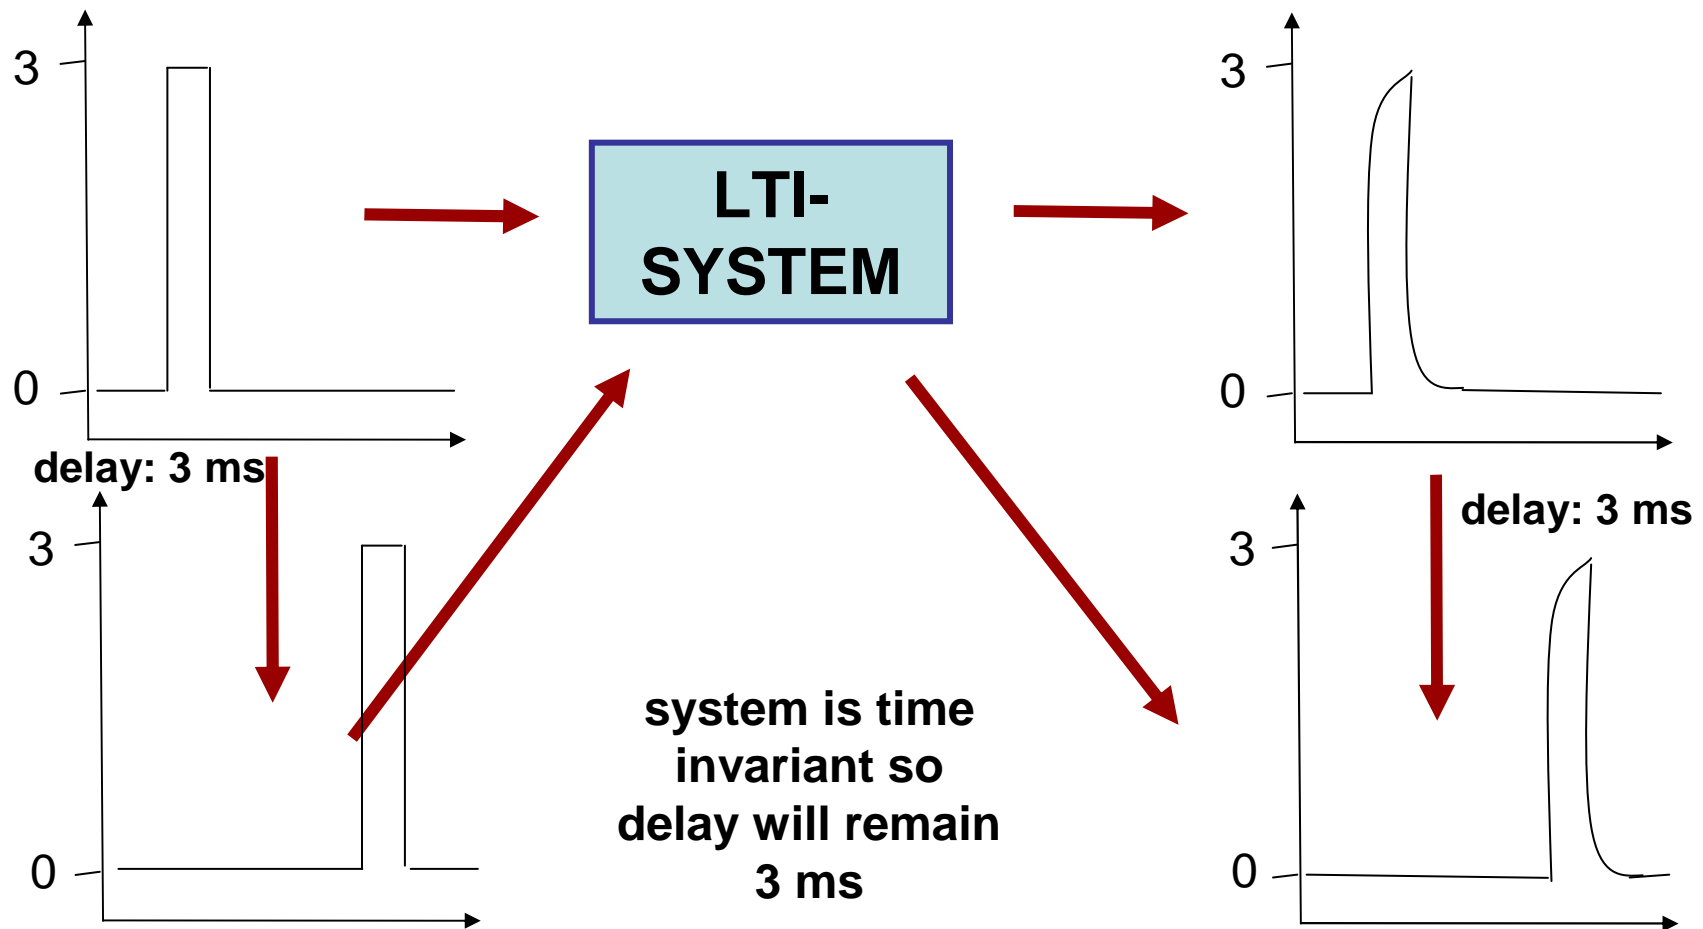 3
0
LTI-
SYSTEM
3
0
delay: 3 ms
3
0
system is time
invariant so
delay will remain
3 ms
delay: 3 ms
3
0